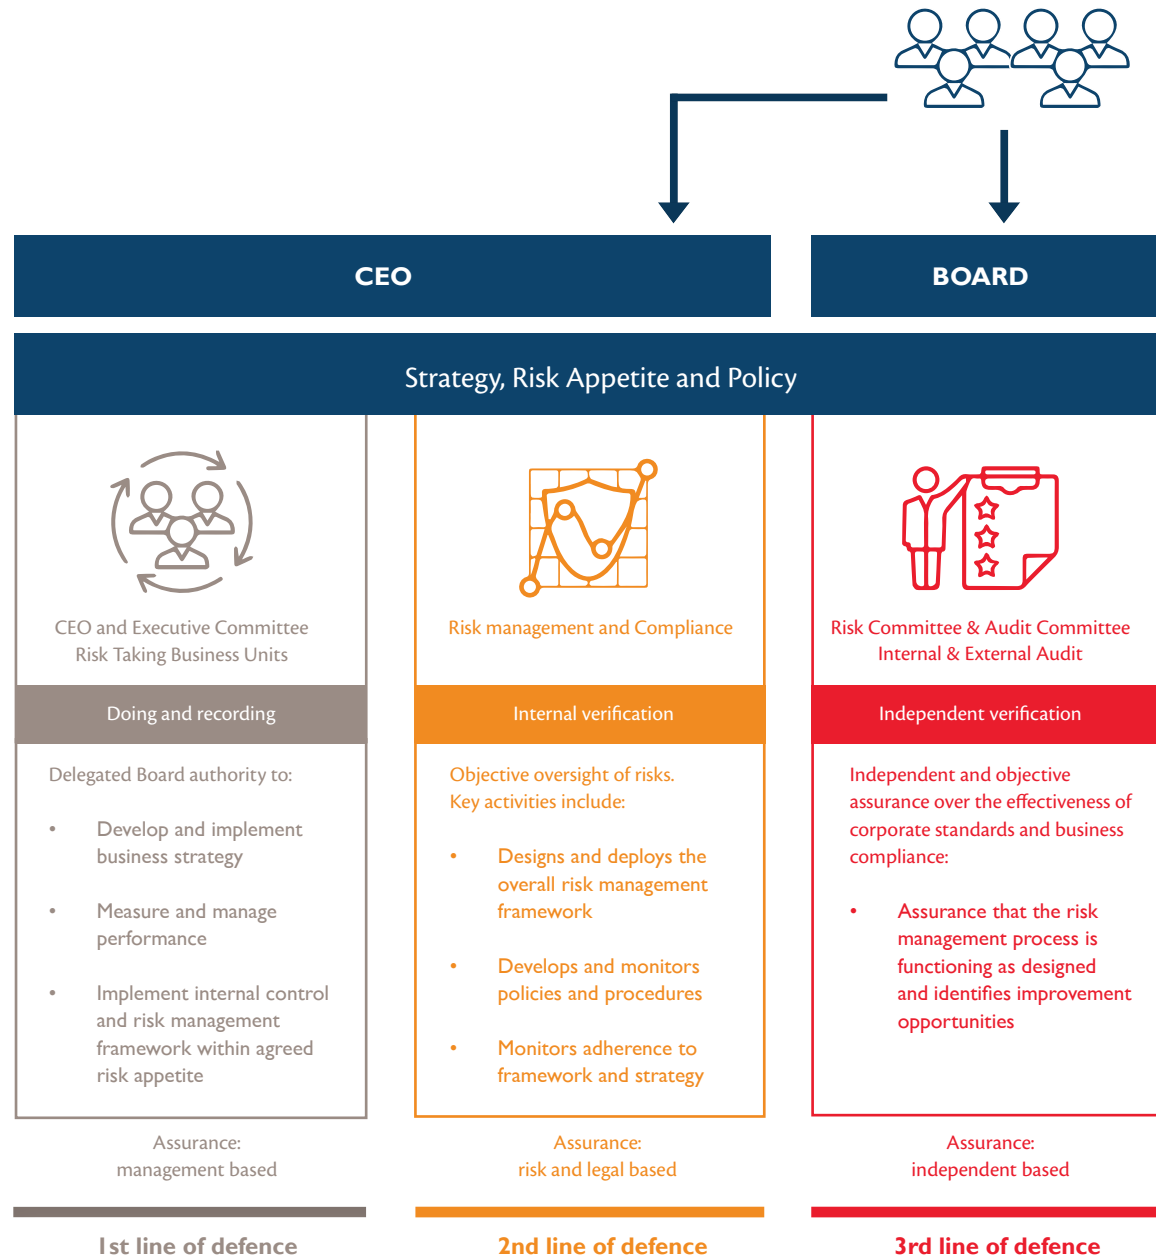 CEO
BOARD
Strategy, Risk Appetite and Policy
CEO and Executive Committee
Risk Taking Business Units
Doing and recording
Delegated Board authority to:
• Develop and implement
business strategy
• Measure and manage
performance
• Implement internal control
and risk management
framework within agreed
risk appetite
Assurance:
management based
1st line of defence
Risk management and Compliance
Internal verification
Objective oversight of risks.
Key activities include:
• Designs and deploys the
overall risk management
framework
• Develops and monitors
policies and procedures
• Monitors adherence to
framework and strategy
Assurance:
risk and legal based
2nd line of defence
Risk Committee & Audit Committee
Internal & External Audit
Independent verification
Independent and objective
assurance over the effectiveness of
corporate standards and business
compliance:
• Assurance that the risk
management process is
functioning as designed
and identifies improvement
opportunities
Assurance:
independent based
3rd line of defence